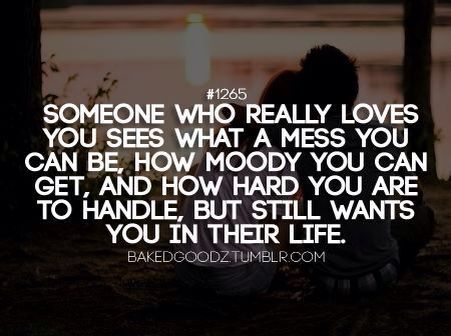 #1265
SOMEONE WHO REALLY LOVES
YOU SEES WHAT A MESS YOU
CAN BE, HOW MOODY YOU CAN
GET, AND HOW HARD YOU ARE
TO HANDLE, BUT STILL WANTS
YOU IN THEIR LIFE.
BAKEDGOODZ.TUMBLR.COM